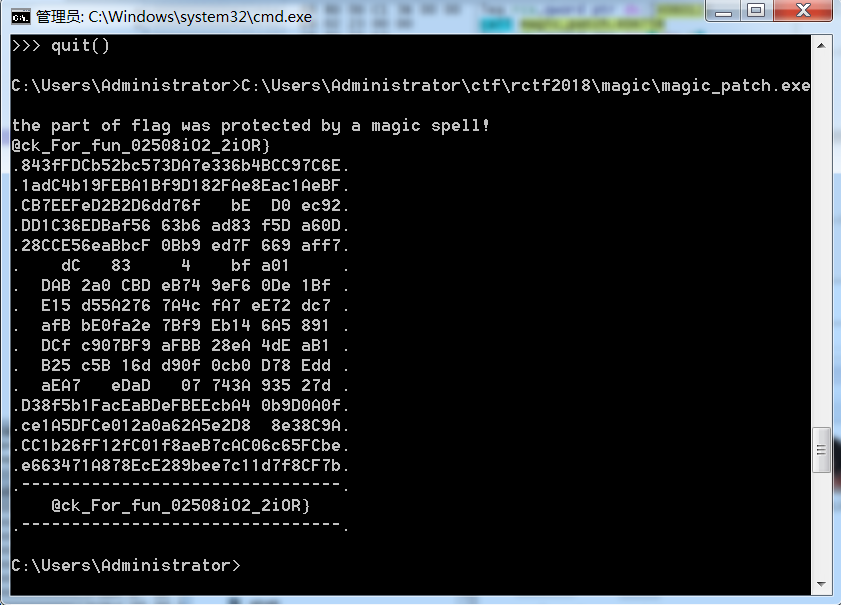 管理员: C:\Windows\system32\cmd.exe
>>> quit()
C:\Users\Administrator>C:\Users\Administrator\ctf\rctf2018\magic\magic_patch.exe
the part of flag was protected by a magic spell!
@ck_For_fun_02508iO2_2iOR}
.843fFDCb52bc573DA7e336b4BCC97C6E.
.1adC4b19FEBA1Bf9D182FAe8Eac1AeBF.
.CB7EEFeD2B2D6dd76f   bE  D0 ec92.
.DD1C36EDBaf56 63b6 ad83 f5D a60D.
.28CCE56eaBbcF 0Bb9 ed7F 669 aff7.
.    dC   83     4    bf a01     .
.  DAB 2a0 CBD eB74 9eF6 0De 1Bf .
.  E15 d55A276 7A4c fA7 eE72 dc7 .
.  afB bE0fa2e 7Bf9 Eb14 6A5 891 .
.  DCf c907BF9 aFBB 28eA 4dE aB1 .
.  B25 c5B 16d d90f 0cb0 D78 Edd .
.  aEA7   eDaD   07 743A 935 27d .
.D38f5b1FacEaBDeFBEEcbA4 0b9D0A0f.
.ce1A5DFCe012a0a62A5e2D8  8e38C9A.
.CC1b26fF12fC01f8aeB7cAC06c65FCbe.
.e663471A878EcE289bee7c11d7f8CF7b.
.--------------------------------.
    @ck_For_fun_02508iO2_2iOR}
.--------------------------------.
C:\Users\Administrator>